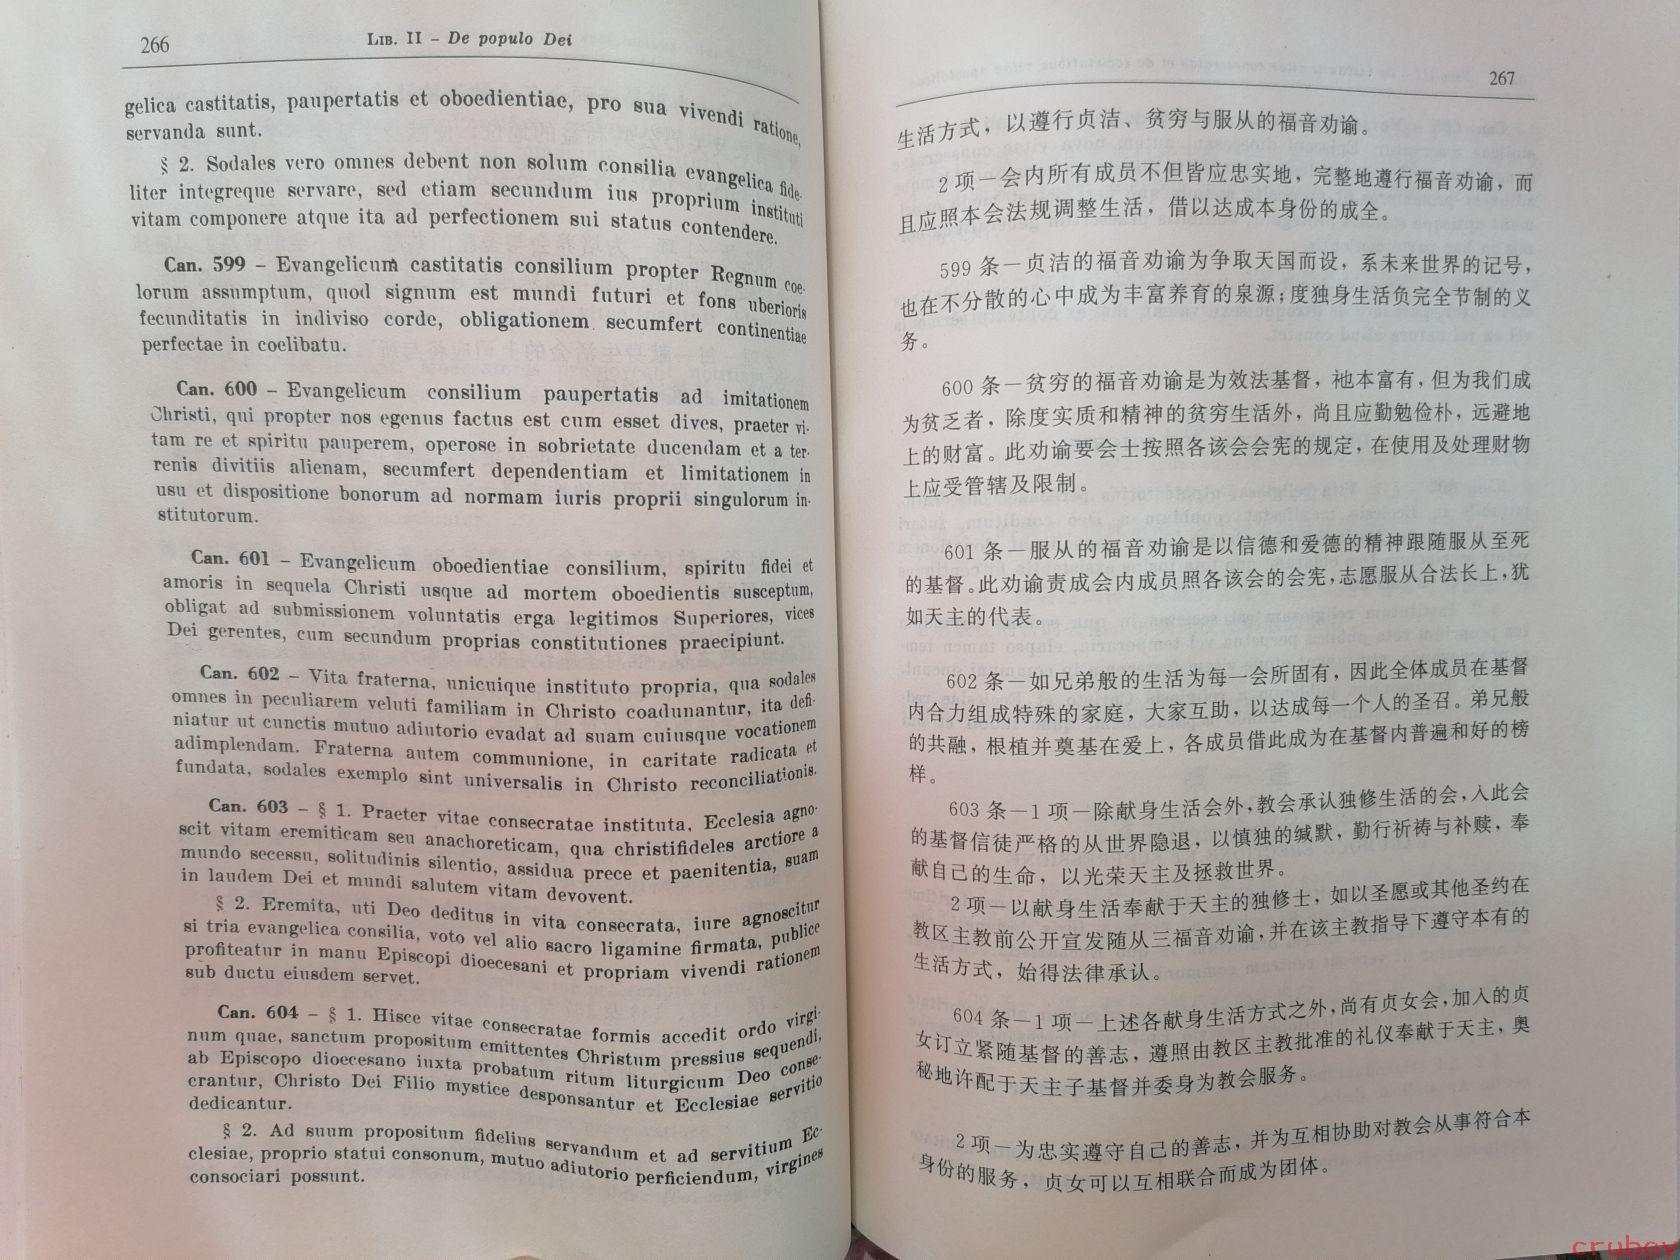 266
Lib. II – De populo Dei
gelica castitatis, paupertatis et oboedientiae, pro sua vivendi ratione,
servanda sunt.
§ 2. Sodales vero omnes debent non solum consilia evangelica fide-
liter integreque servare, sed etiam secundum ius proprium instituti
vitam componere atque ita ad perfectionem sui status contendere.
Can. 599 – Evangelicum castitatis consilium propter Regnum coe-
lorum assumptum, quod signum est mundi futuri et fons uberioris
fecunditatis in indiviso corde, obligationem secumfert continentiae
perfectae in coelibatu.
Can. 600 – Evangelicum consilium paupertatis ad imitationem
Christi, qui propter nos egenus factus est cum esset dives, praeter vi-
tam re et spiritu pauperem, operose in sobrietate ducendam et a ter-
renis divitiis alienam, secumfert dependentiam et limitationem in
usu et dispositione bonorum ad normam iuris proprii singulorum in-
stitutorum.
Can. 601 – Evangelicum oboedientiae consilium, spiritu fidei et
amoris in sequela Christi usque ad mortem oboedientis susceptum,
obligat ad submissionem voluntatis erga legitimos Superiores, vices
Dei gerentes, cum secundum proprias constitutiones praecipiunt.
Can. 602 – Vita fraterna, unicuique instituto propria, qua sodales
omnes in peculiarem veluti familiam in Christo coadunantur, ita defi-
niatur ut cunctis mutuo adiutorio evadat ad suam cuiusque vocationem
adimplendam. Fraterna autem communione, in caritate radicata et
fundata, sodales exemplo sint universalis in Christo reconciliationis.
Can. 603 – § 1. Praeter vitae consecratae instituta, Ecclesia agno-
scit vitam eremiticam seu anachoreticam, qua christifideles arctiore a
mundo secessu, solitudinis silentio, assidua prece et paenitentia, suam
in laudem Dei et mundi salutem vitam devovent.
§ 2. Eremita, uti Deo deditus in vita consecrata, iure agnoscitur
si tria evangelica consilia, voto vel alio sacro ligamine firmata, publice
profiteatur in manu Episcopi dioecesani et propriam vivendi rationem
sub ductu eiusdem servet.
Can. 604 – § 1. Hisce vitae consecratae formis accedit ordo virgi-
num quae, sanctum propositum emittentes Christum pressius sequendi,
ab Episcopo dioecesano iuxta probatum ritum liturgicum Deo conse-
crantur, Christo Dei Filio mystice desponsantur et Ecclesiae servitio
dedicantur.
§ 2. Ad suum propositum fidelius servandum et ad servitium Ec-
clesiae, proprio statui consonum, mutuo adiutorio perficiendum, virgines
consociari possunt.
267
生活方式，以遵行贞洁、贫穷与服从的福音劝谕。
2 项－会内所有成员不但皆应忠实地，完整地遵行福音劝谕，而
且应照本会法规调整生活，借以达成本身份的成全。
599 条－贞洁的福音劝谕为争取天国而设，系未来世界的记号，
也在不分散的心中成为丰富养育的泉源；度独身生活负完全节制的义
务。
600 条－贫穷的福音劝谕是为效法基督，祂本富有，但为我们成
为贫乏者，除度实质和精神的贫穷生活外，尚且应勤勉俭朴，远避地
上的财富。此劝谕要会士按照各该会会宪的规定，在使用及处理财物
上应受管辖及限制。
601 条－服从的福音劝谕是以信德和爱德的精神跟随服从至死
的基督。此劝谕责成会内成员照各该会的会宪，志愿服从合法长上，犹
如天主的代表。
602 条－如兄弟般的生活为每一会所固有，因此全体成员在基督
内合力组成特殊的家庭，大家互助，以达成每一个人的圣召。弟兄般
的共融，根植并奠基在爱上，各成员借此成为在基督内普遍和好的榜
样。
603 条－1 项－除献身生活会外，教会承认独修生活的会，入此会
的基督信徒严格的从世界隐退，以慎独的缄默，勤行祈祷与补赎，奉
献自己的生命，以光荣天主及拯救世界。
2 项－以献身生活奉献于天主的独修士，如以圣愿或其他圣约在
教区主教前公开宣发随从三福音劝谕，并在该主教指导下遵守本有的
生活方式，始得法律承认。
604 条－1 项－上述各献身生活方式之外，尚有贞女会，加入的贞
女订立紧随基督的善志，遵照由教区主教批准的礼仪奉献于天主，奥
秘地许配于天主子基督并委身为教会服务。
2 项－为忠实遵守自己的善志，并为互相协助对教会从事符合本
身份的服务，贞女可以互相联合而成为团体。